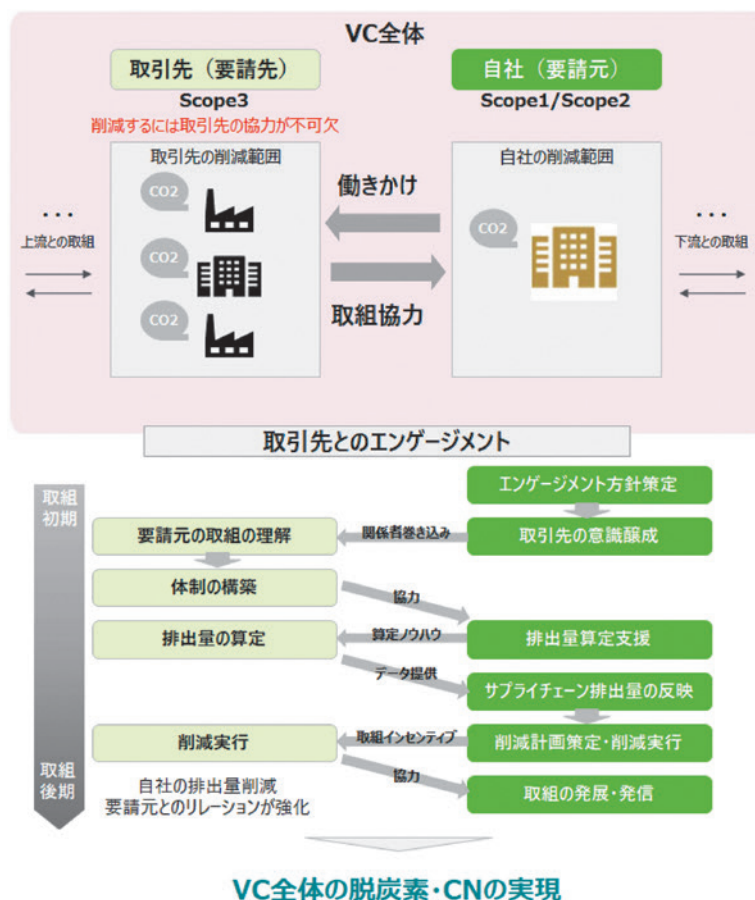 VC全体
取引先（要請先）
自社（要請元）
Scope3
Scope1/Scope2
削減するには取引先の協力が不可欠
取引先の削減範囲
自社の削減範囲
CO2
CO2
CO2
CO2
働きかけ
取組協力
・・・
上流との取組
・・・
下流との取組
取引先とのエンゲージメント
取組
初期
エンゲージメント方針策定
要請元の取組の理解
関係者巻き込み
取引先の意識醸成
体制の構築
協力
排出量の算定
算定ノウハウ
排出量算定支援
データ提供
サプライチェーン排出量の反映
削減実行
取組インセンティブ
削減計画策定・削減実行
取組
後期
自社の排出量削減
要請元とのリレーションが強化
協力
取組の発展・発信
VC全体の脱炭素・CNの実現